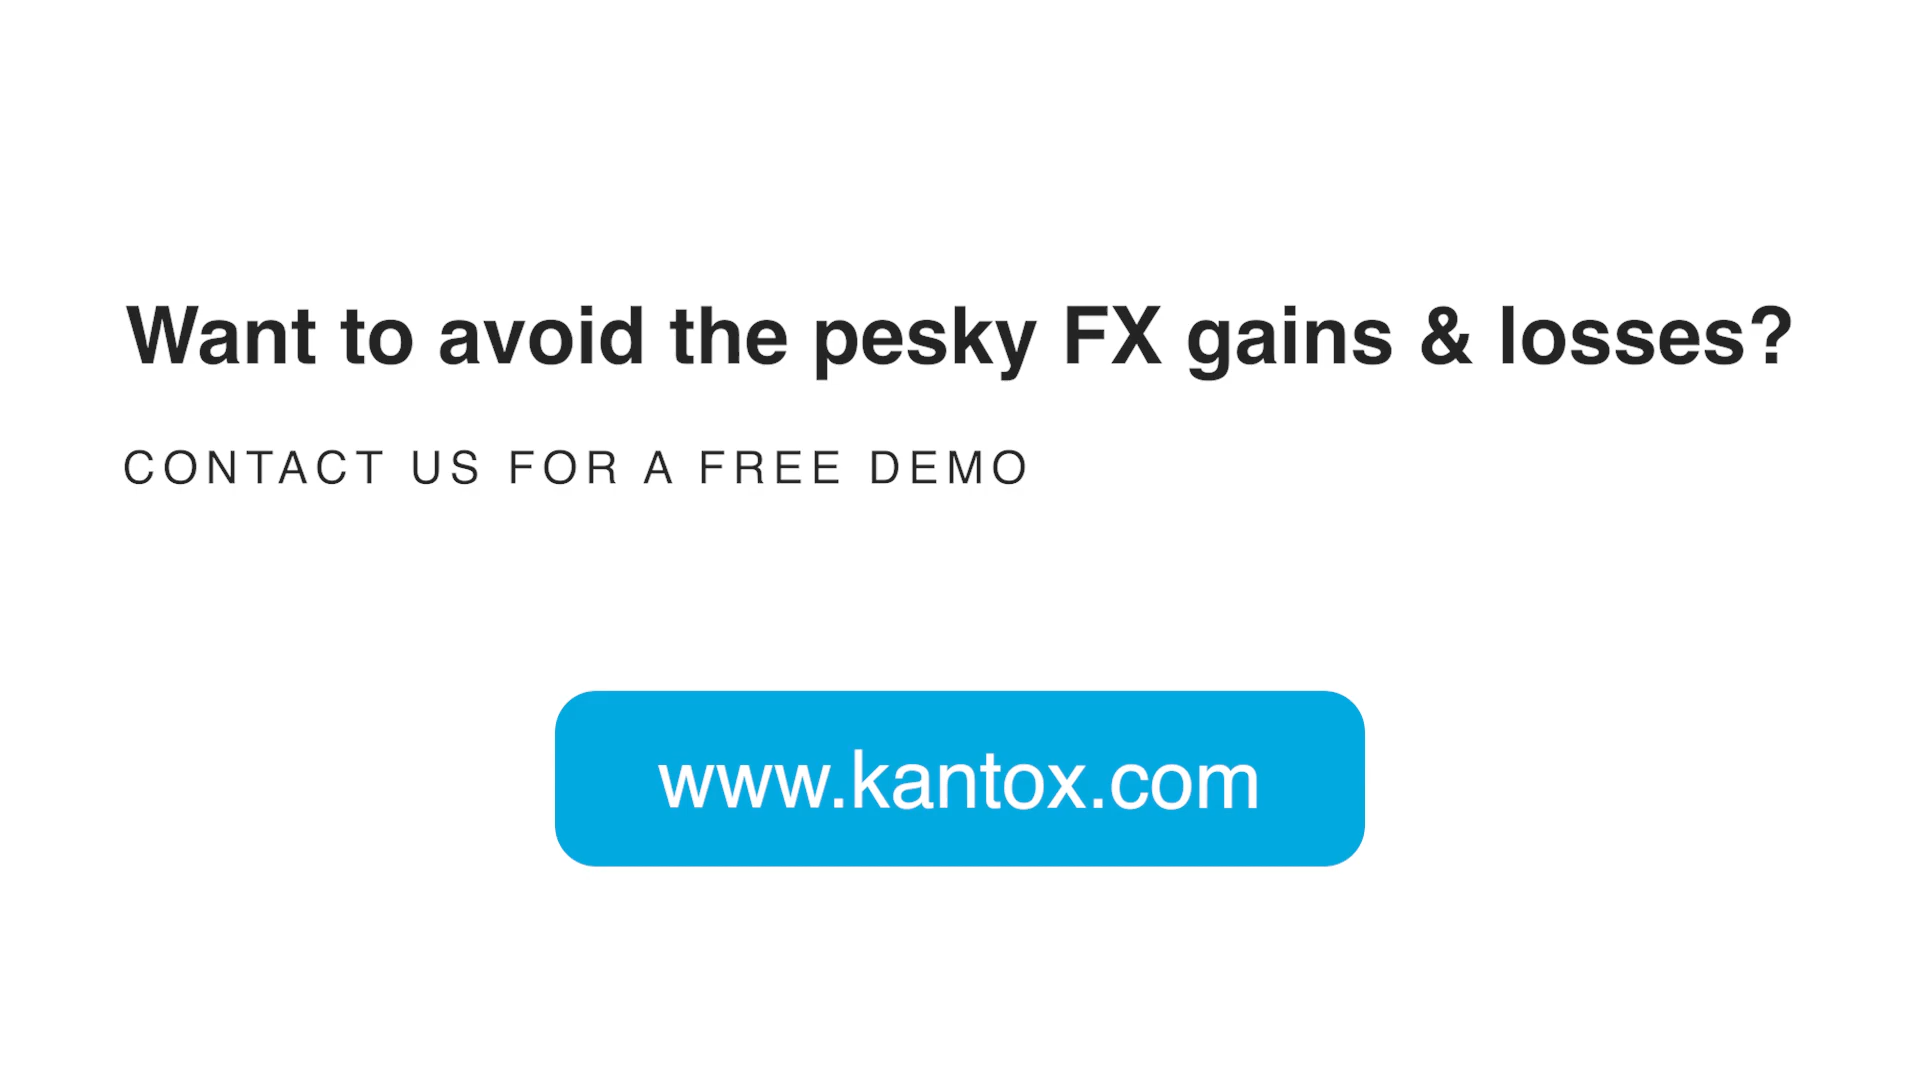 Want to avoid the pesky FX gains & losses?
CONTACT US FOR A FREE DEMO
www.kantox.com